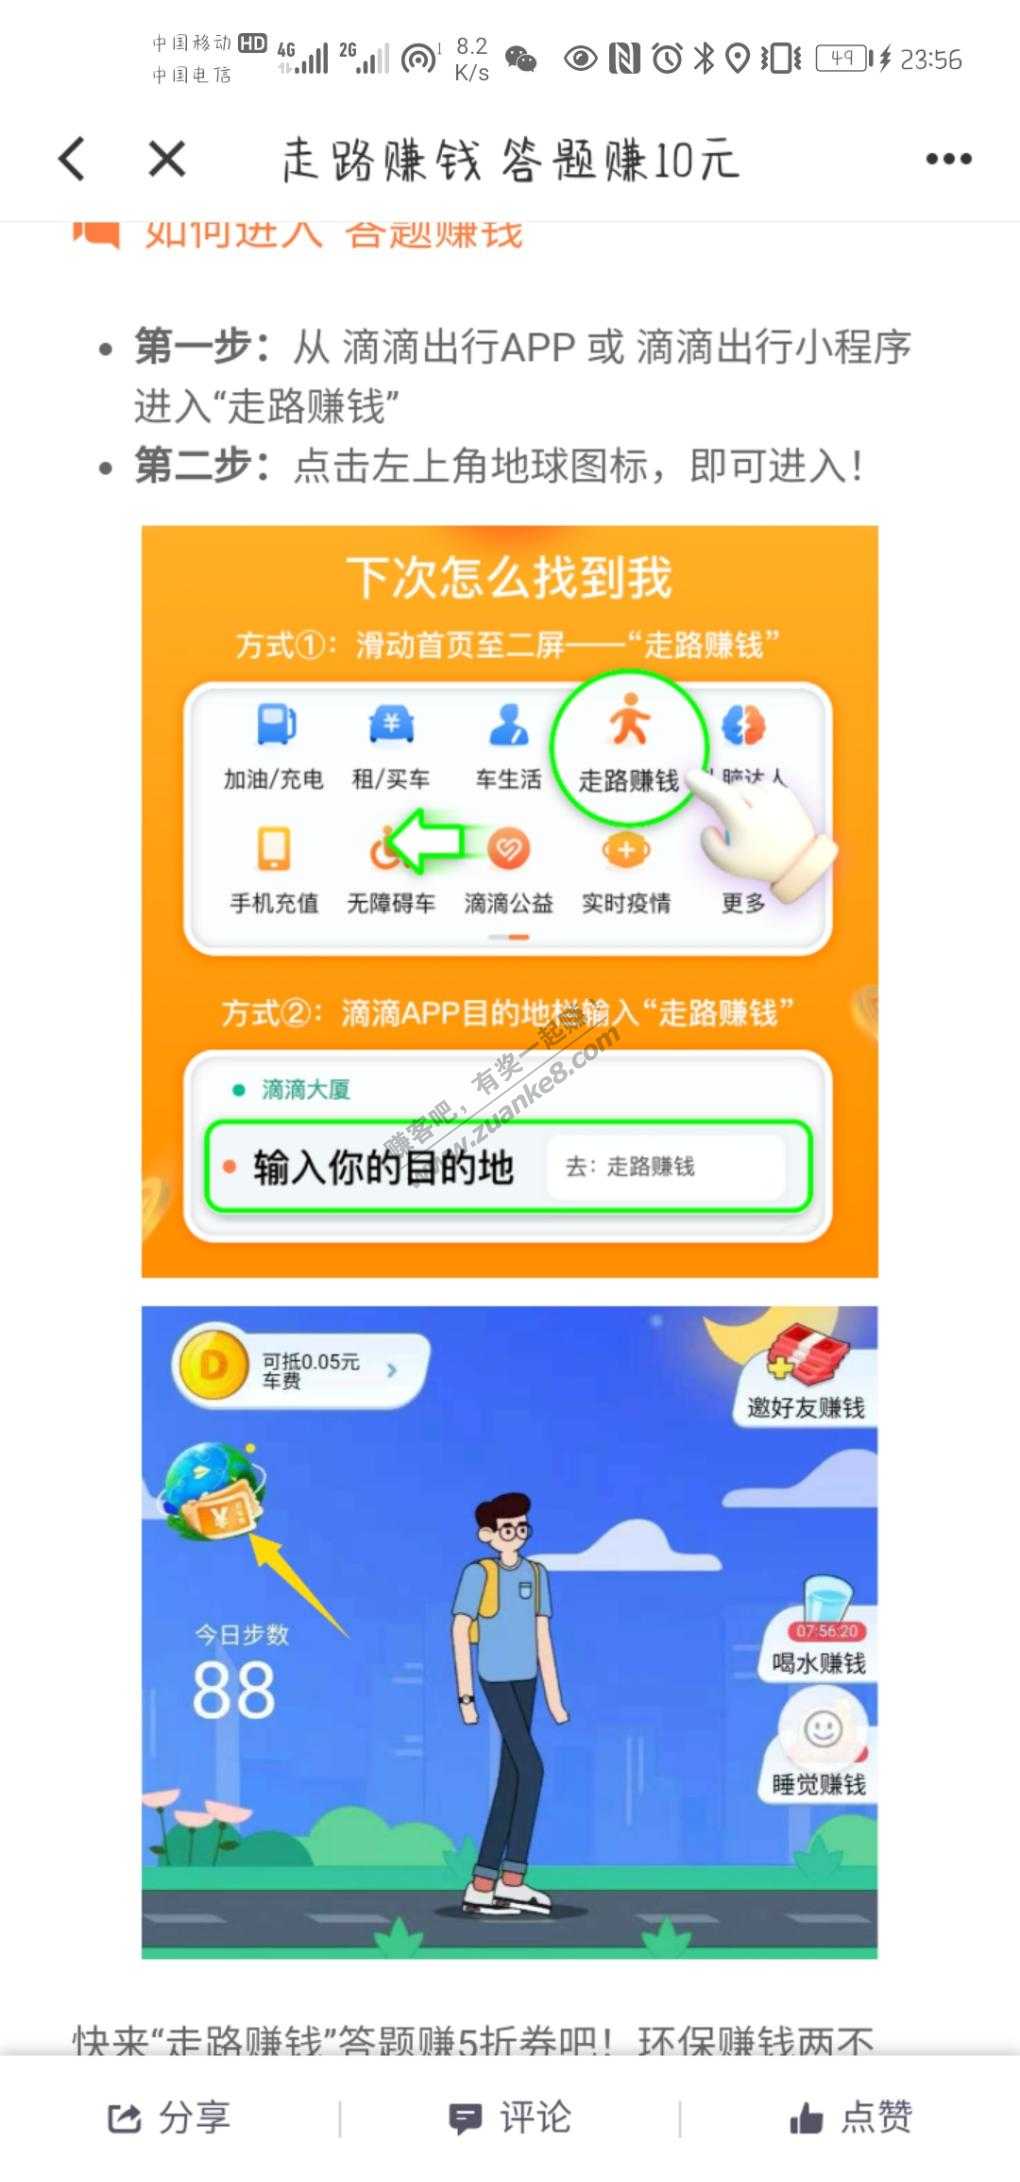 中国移动 HD 4G 2G 1 8.2 K/s 49 23:56
中国电信
走路赚钱 答题赚10元
如何进入 答题赚钱
第一步：从 滴滴出行APP 或 滴滴出行小程序
进入“走路赚钱”
第二步：点击左上角地球图标，即可进入！
下次怎么找到我
方式①：滑动首页至二屏——“走路赚钱”
加油/充电 租/买车 车生活 走路赚钱 脑达人
手机充值 无障碍车 滴滴公益 实时疫情 更多
方式②：滴滴APP目的地栏输入“走路赚钱”
滴滴大厦
输入你的目的地 去：走路赚钱
赚客吧，有奖一起赚！
www.zuanke8.com
可抵0.05元
车费
邀好友赚钱
今日步数
88
07:56:20
喝水赚钱
睡觉赚钱
快来“走路赚钱”答题赚5折券吧！环保赚钱两不
分享 评论 点赞